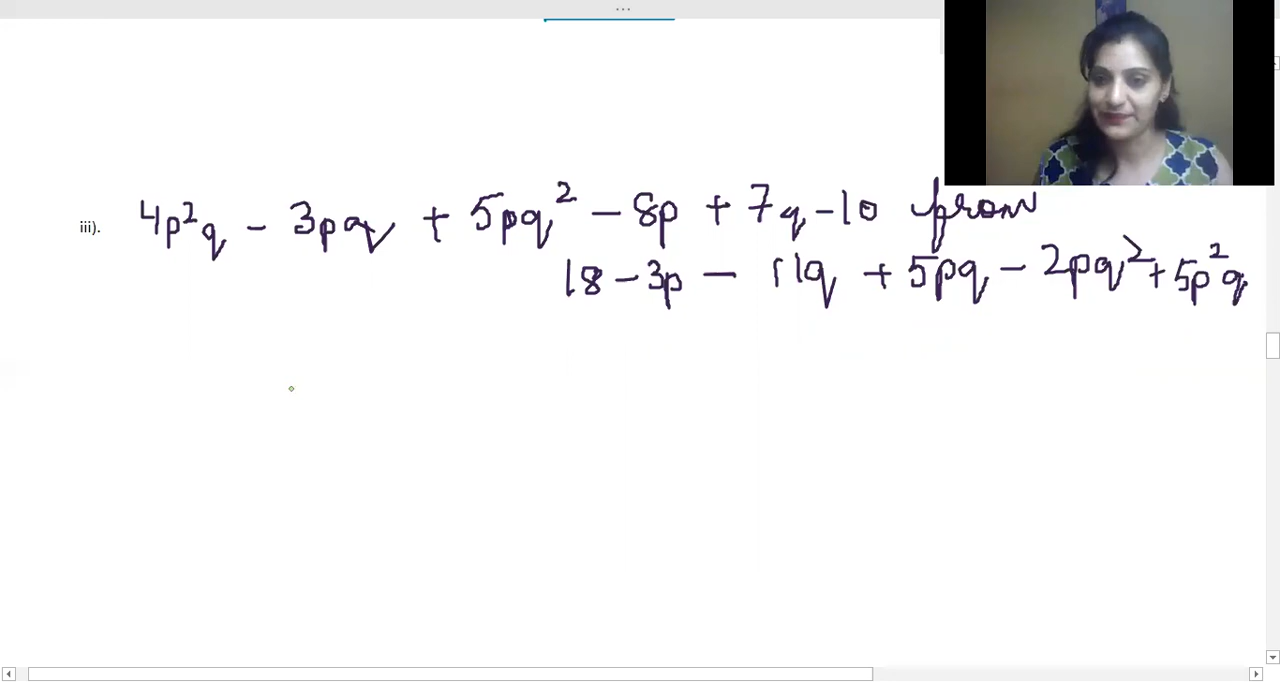 iii). 4p²q - 3pq + 5pq² - 8p + 7q - 10 from
18 - 3p - 11q + 5pq - 2pq² + 5p²q